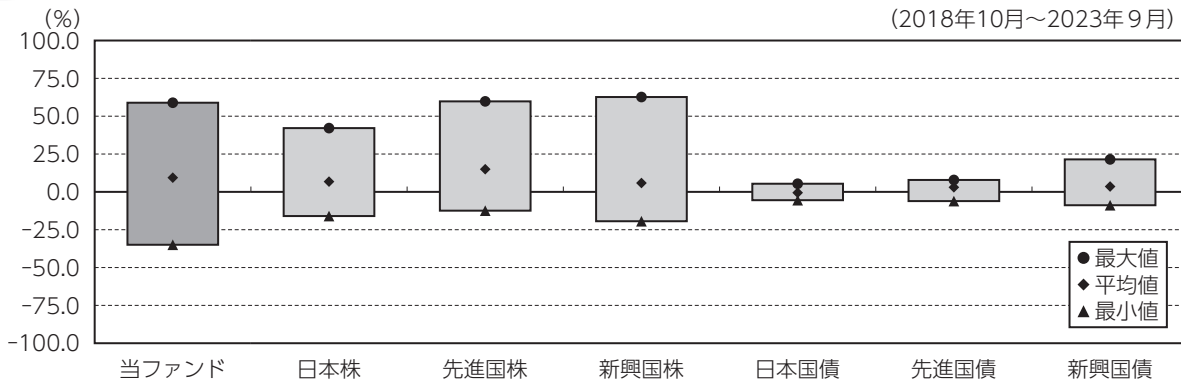 (%)
(2018年10月～2023年９月)
100.0
75.0
50.0
25.0
0.0
-25.0
-50.0
-75.0
-100.0
●最大値
◆平均値
▲最小値
当ファンド 日本株 先進国株 新興国株 日本国債 先進国債 新興国債